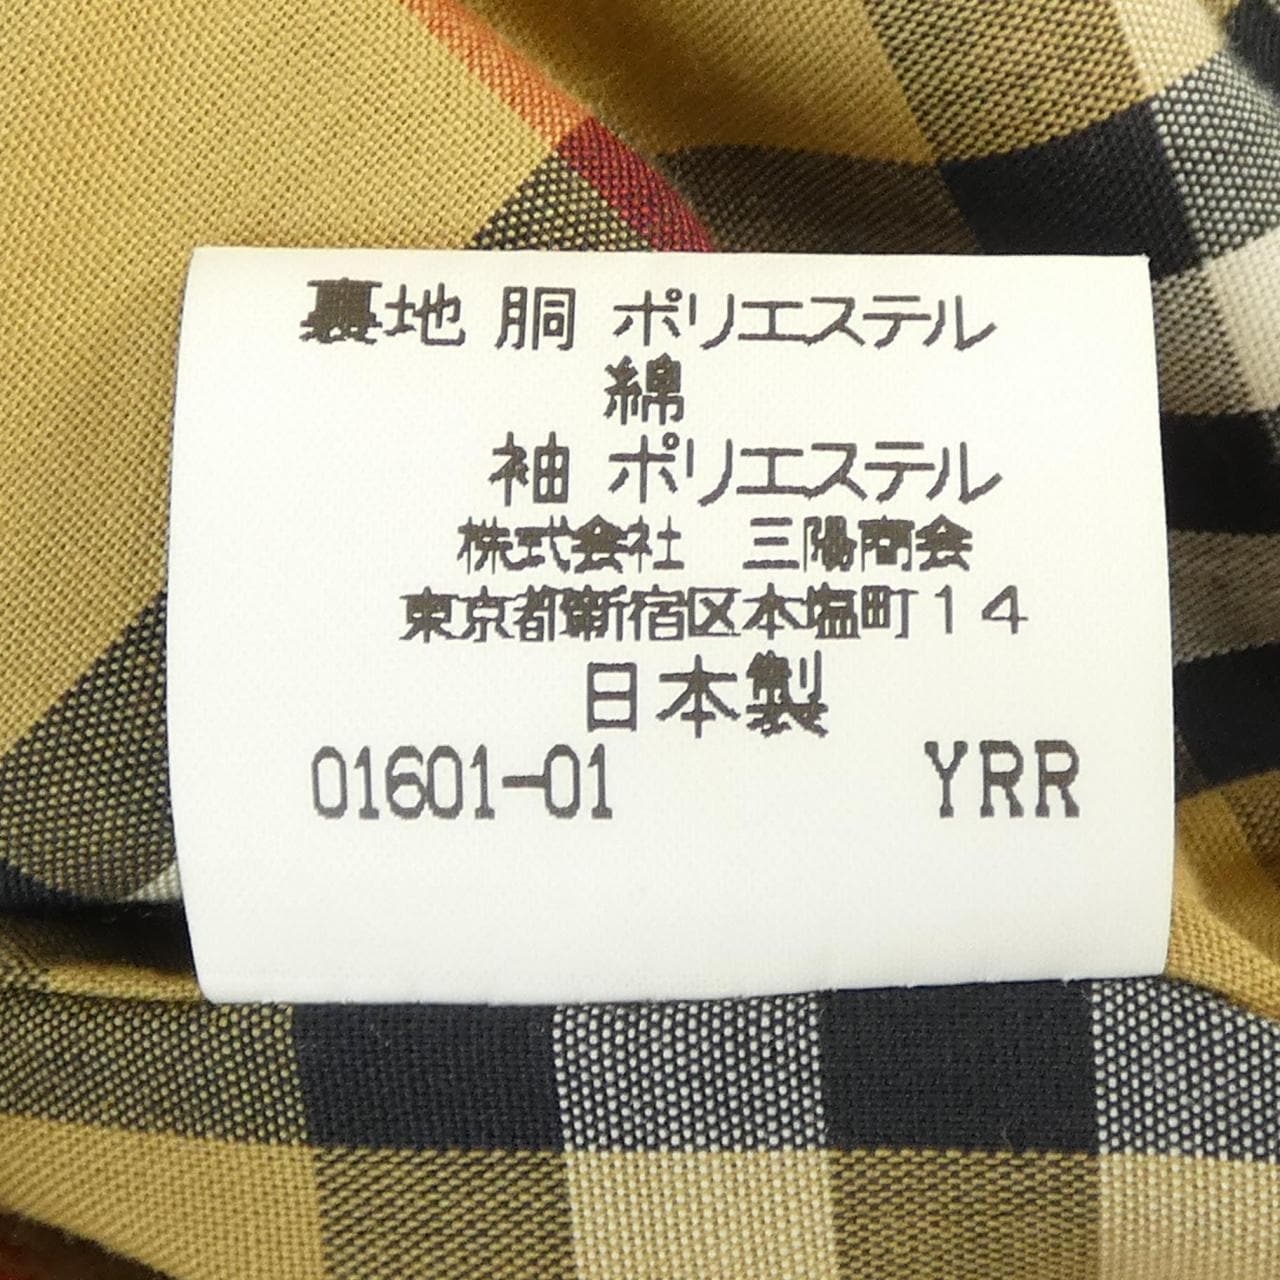 裏地 胴 ポリエステル
綿
袖 ポリエステル
株式会社 三陽商会
東京都新宿区本塩町14
日本製
01601-01 YRR